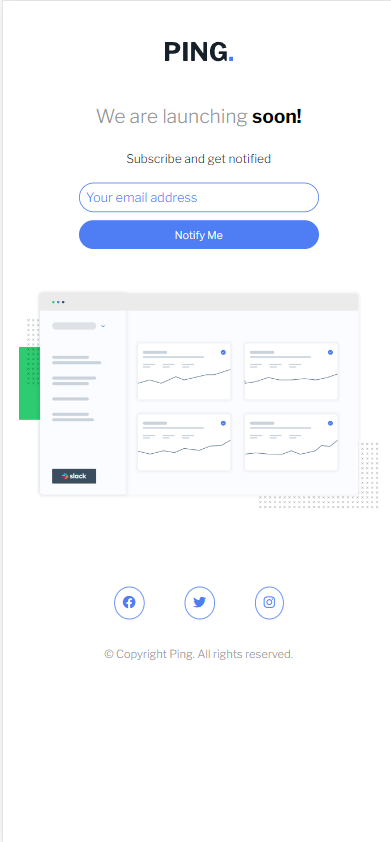 PING.
We are launching soon!
Subscribe and get notified
Your email address
Notify Me
slack
© Copyright Ping. All rights reserved.